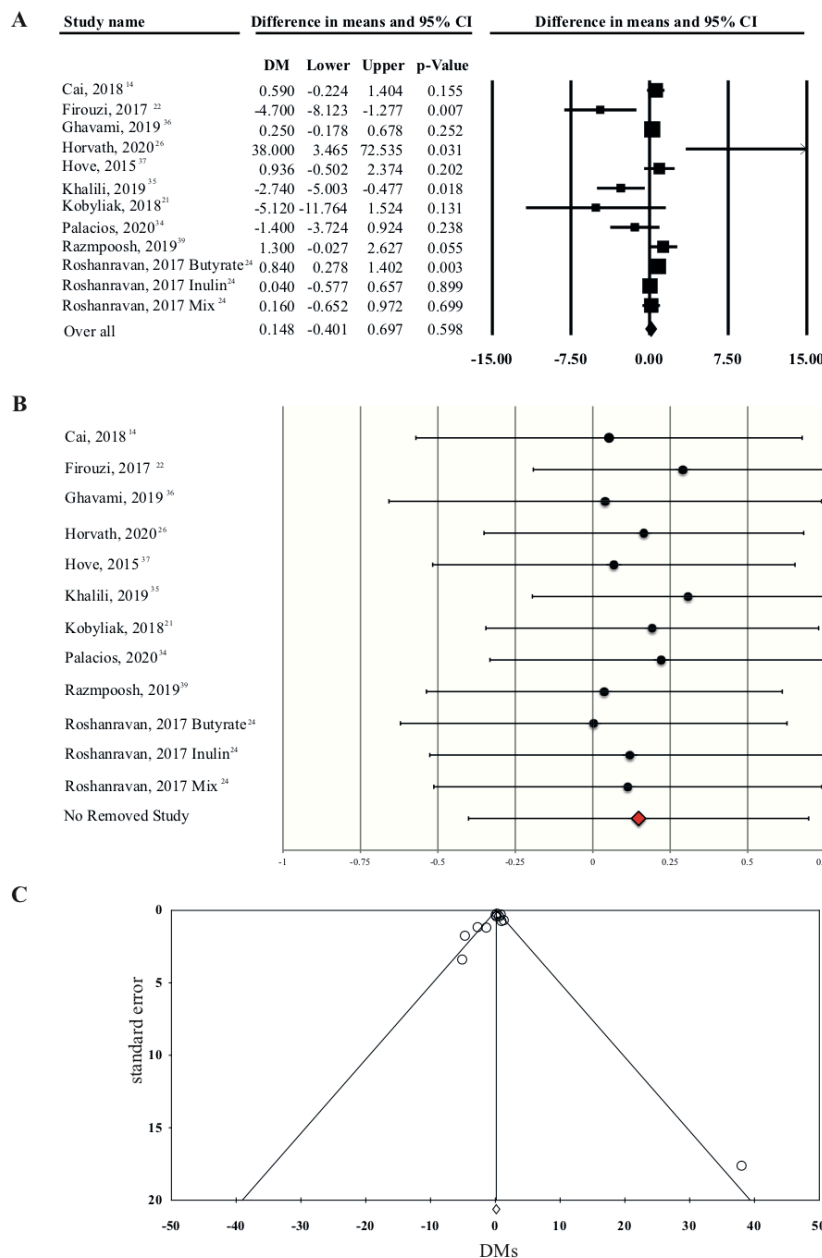 A
Study name Difference in means and 95% CI Difference in means and 95% CI
DM Lower Upper p-Value
Cai, 2018 14 0.590 -0.224 1.404 0.155
Firouzi, 2017 22 -4.700 -8.123 -1.277 0.007
Ghavami, 2019 36 0.250 -0.178 0.678 0.252
Horvath, 2020 26 38.000 3.465 72.535 0.031
Hove, 2015 37 0.936 -0.502 2.374 0.202
Khalili, 2019 35 -2.740 -5.003 -0.477 0.018
Kobyliak, 2018 21 -5.120 -11.764 1.524 0.131
Palacios, 2020 34 -1.400 -3.724 0.924 0.238
Razmpoosh, 2019 39 1.300 -0.027 2.627 0.055
Roshanravan, 2017 Butyrate 24 0.840 0.278 1.402 0.003
Roshanravan, 2017 Inulin 24 0.040 -0.577 0.657 0.899
Roshanravan, 2017 Mix 24 0.160 -0.652 0.972 0.699
Over all 0.148 -0.401 0.697 0.598
-15.00 -7.50 0.00 7.50 15.00
B
Cai, 2018 14
Firouzi, 2017 22
Ghavami, 2019 36
Horvath, 2020 26
Hove, 2015 37
Khalili, 2019 35
Kobyliak, 2018 21
Palacios, 2020 34
Razmpoosh, 2019 39
Roshanravan, 2017 Butyrate 24
Roshanravan, 2017 Inulin 24
Roshanravan, 2017 Mix 24
No Removed Study
-1 -0.75 -0.5 -0.25 0 0.25 0.5
C
0
5
10
15
20
standard error
-50 -40 -30 -20 -10 0 10 20 30 40 50
DMs